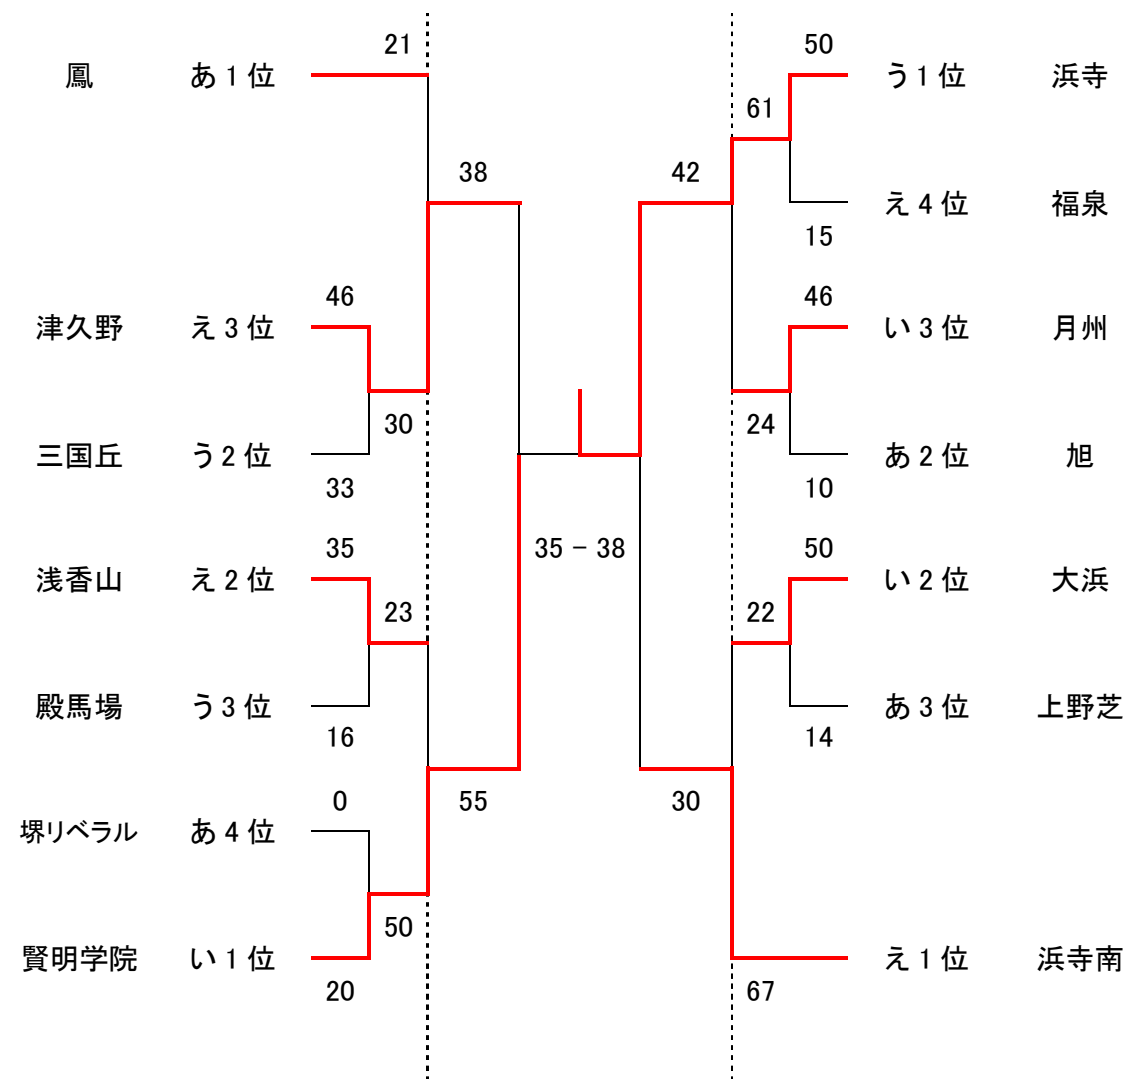 21 50
鳳 あ1位 う1位 浜寺
61
38 42
え4位 福泉
15
46 46
津久野 え3位 い3位 月州
30 24
三国丘 う2位 あ2位 旭
33 10
35 35－38 50
浅香山 え2位 い2位 大浜
23 22
殿馬場 う3位 あ3位 上野芝
16 14
0 55 30
堺リベラル あ4位
50
賢明学院 い1位 え1位 浜寺南
20 67